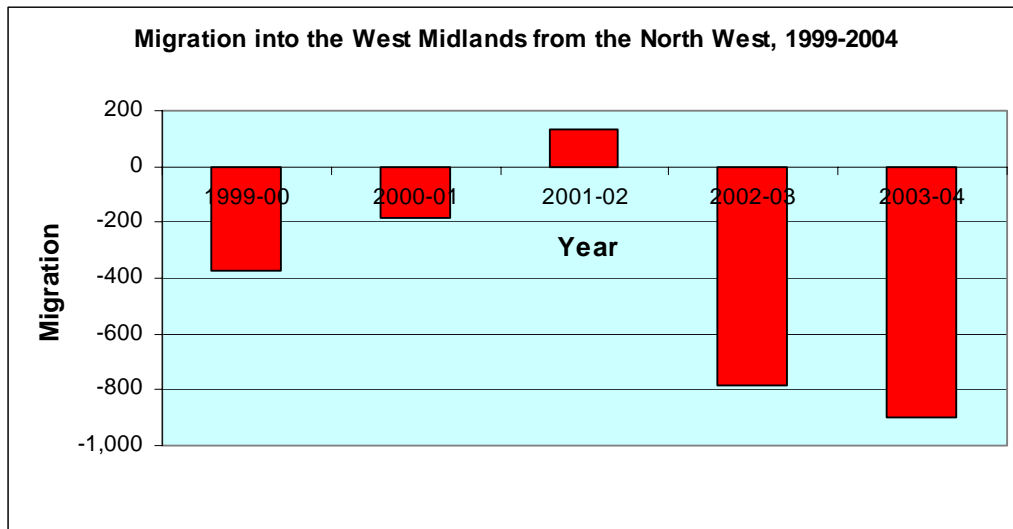 Migration into the West Midlands from the North West, 1999-2004
200
0
-200
-400
-600
-800
-1,000
Migration
1999-00 2000-01 2001-02 2002-03 2003-04
Year